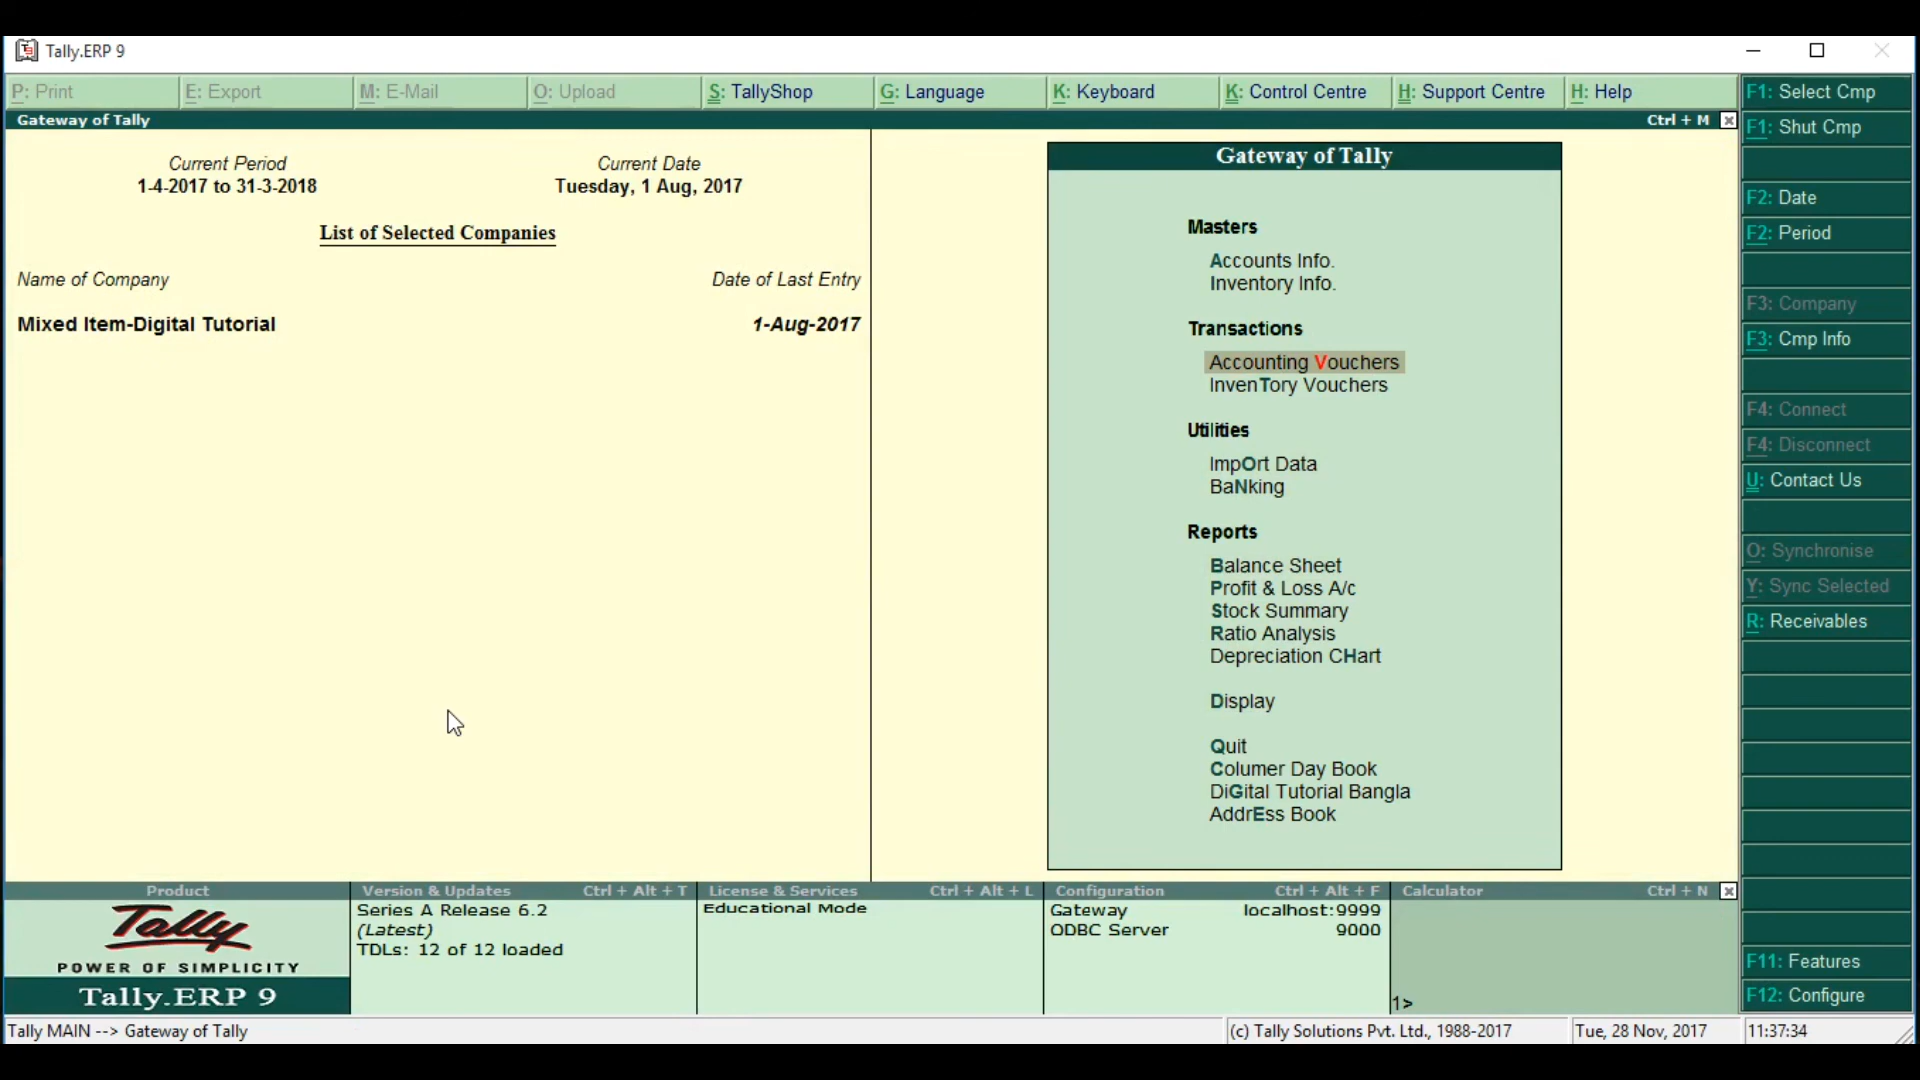 Tally.ERP 9
P: Print
E: Export
M: E-Mail
O: Upload
S: TallyShop
G: Language
K: Keyboard
K: Control Centre
H: Support Centre
H: Help
Gateway of Tally
Ctrl + M
Current Period
1-4-2017 to 31-3-2018
Current Date
Tuesday, 1 Aug, 2017
List of Selected Companies
Name of Company
Date of Last Entry
Mixed Item-Digital Tutorial
1-Aug-2017
Gateway of Tally
Masters
Accounts Info.
Inventory Info.
Transactions
Accounting Vouchers
InvenTory Vouchers
Utilities
ImpOrt Data
BaNking
Reports
Balance Sheet
Profit & Loss A/c
Stock Summary
Ratio Analysis
Depreciation CHart
Display
Quit
Columer Day Book
DiGital Tutorial Bangla
AddrEss Book
F1: Select Cmp
F1: Shut Cmp
F2: Date
F2: Period
F3: Company
F3: Cmp Info
F4: Connect
F4: Disconnect
U: Contact Us
O: Synchronise
Y: Sync Selected
R: Receivables
F11: Features
F12: Configure
Product
Tally
POWER OF SIMPLICITY
Tally.ERP 9
Version & Updates
Ctrl + Alt + T
Series A Release 6.2
(Latest)
TDLs: 12 of 12 loaded
License & Services
Ctrl + Alt + L
Educational Mode
Configuration
Ctrl + Alt + F
Gateway localhost:9999
ODBC Server 9000
Calculator
Ctrl + N
1>
Tally MAIN --> Gateway of Tally
(c) Tally Solutions Pvt. Ltd., 1988-2017
Tue, 28 Nov, 2017
11:37:34